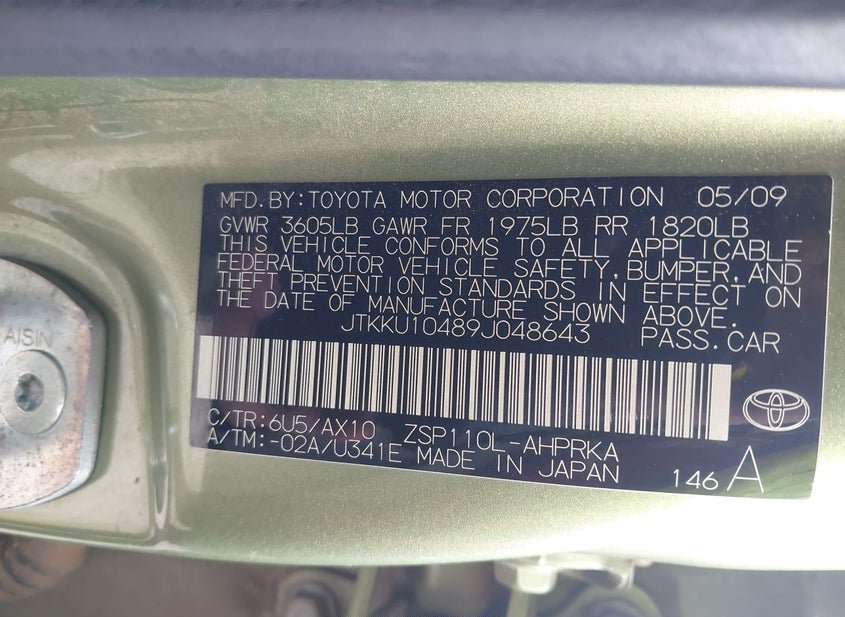 MFD.BY:TOYOTA MOTOR CORPORATION 05/09
GVWR 3605LB GAWR FR 1975LB RR 1820LB
THIS VEHICLE CONFORMS TO ALL APPLICABLE
FEDERAL MOTOR VEHICLE SAFETY,BUMPER,AND
THEFT PREVENTION STANDARDS IN EFFECT ON
THE DATE OF MANUFACTURE SHOWN ABOVE.
JTKKU10489J048643 PASS.CAR
C/TR:6U5/AX10 ZSP110L-AHPRKA
A/TM:-02A/U341E MADE IN JAPAN 146 A
AISIN